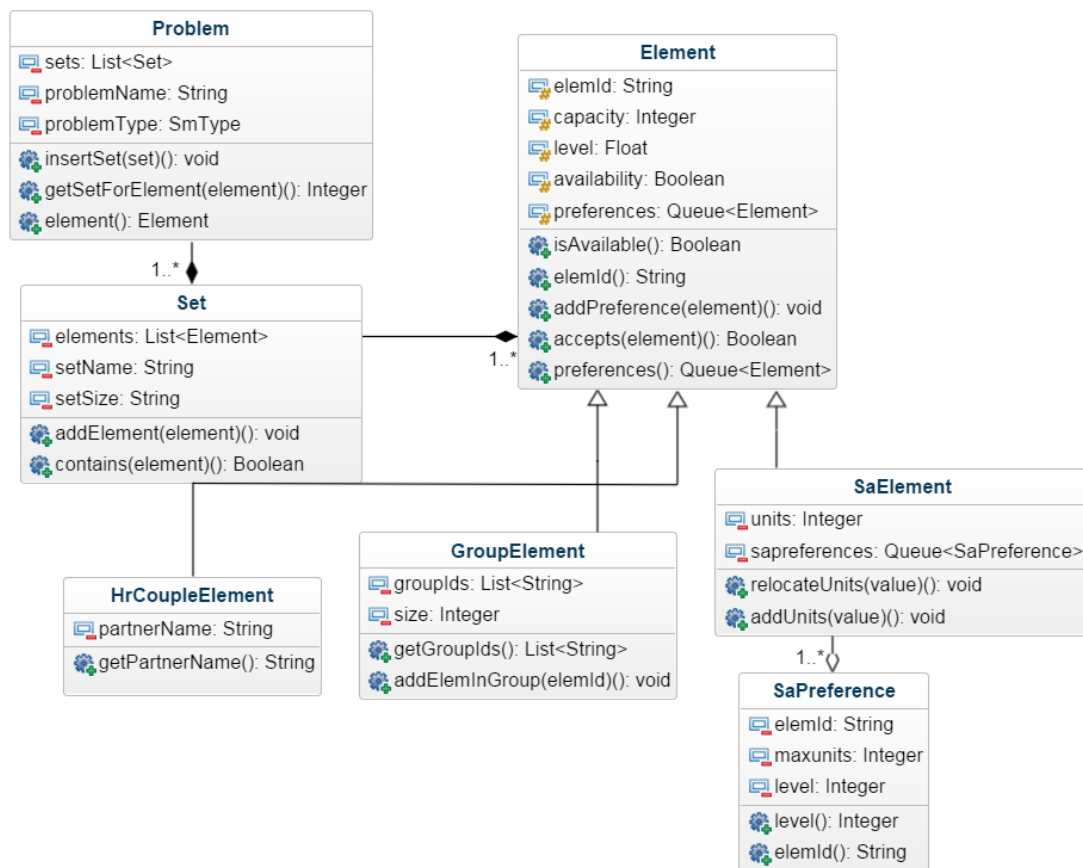 Problem
sets: List<Set>
problemName: String
problemType: SmType
insertSet(set)(): void
getSetForElement(element)(): Integer
element(): Element
1..*
Set
elements: List<Element>
setName: String
setSize: String
addElement(element)(): void
contains(element)(): Boolean
Element
elemId: String
capacity: Integer
level: Float
availability: Boolean
preferences: Queue<Element>
isAvailable(): Boolean
elemId(): String
addPreference(element)(): void
accepts(element)(): Boolean
preferences(): Queue<Element>
1..*
HrCoupleElement
partnerName: String
getPartnerName(): String
GroupElement
groupIds: List<String>
size: Integer
getGroupIds(): List<String>
addElemInGroup(elemId)(): void
SaElement
units: Integer
sapreferences: Queue<SaPreference>
relocateUnits(value)(): void
addUnits(value)(): void
1..*
SaPreference
elemId: String
maxunits: Integer
level: Integer
level(): Integer
elemId(): String